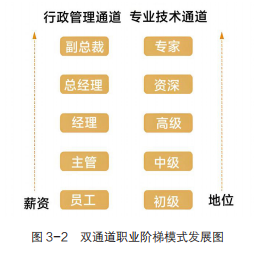 行政管理通道 专业技术通道
副总裁 专家
总经理 资深
经理 高级
主管 中级
员工 初级
薪资 地位
图 3-2 双通道职业阶梯模式发展图